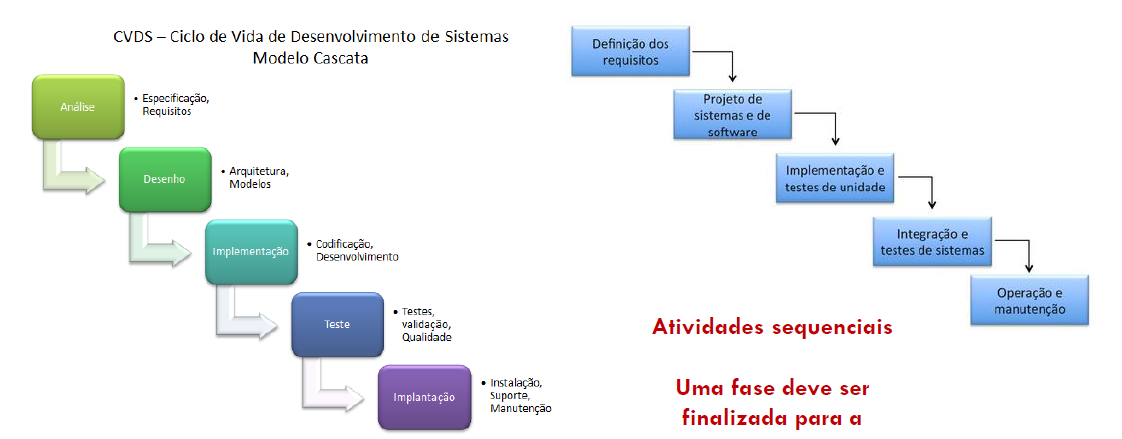 CVDS – Ciclo de Vida de Desenvolvimento de Sistemas
Modelo Cascata
Análise
• Especificação,
Requisitos
Desenho
• Arquitetura,
Modelos
Implementação
• Codificação,
Desenvolvimento
Teste
• Testes,
validação,
Qualidade
Implantação
• Instalação,
Suporte,
Manutenção
Definição dos
requisitos
Projeto de
sistemas e de
software
Implementação e
testes de unidade
Integração e
testes de sistemas
Operação e
manutenção
Atividades sequenciais
Uma fase deve ser
finalizada para a